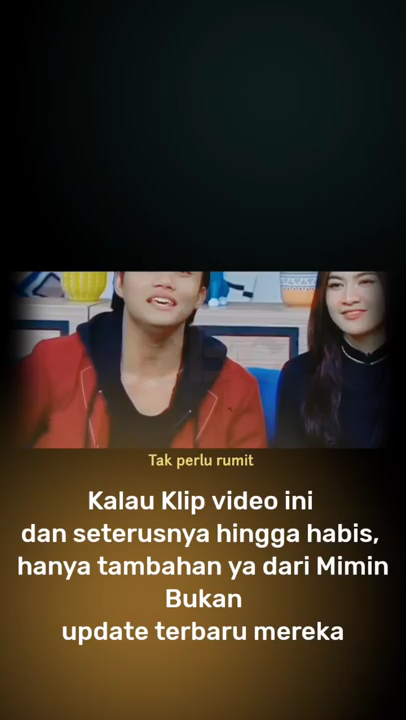 Tak perlu rumit
Kalau Klip video ini
dan seterusnya hingga habis,
hanya tambahan ya dari Mimin
Bukan
update terbaru mereka